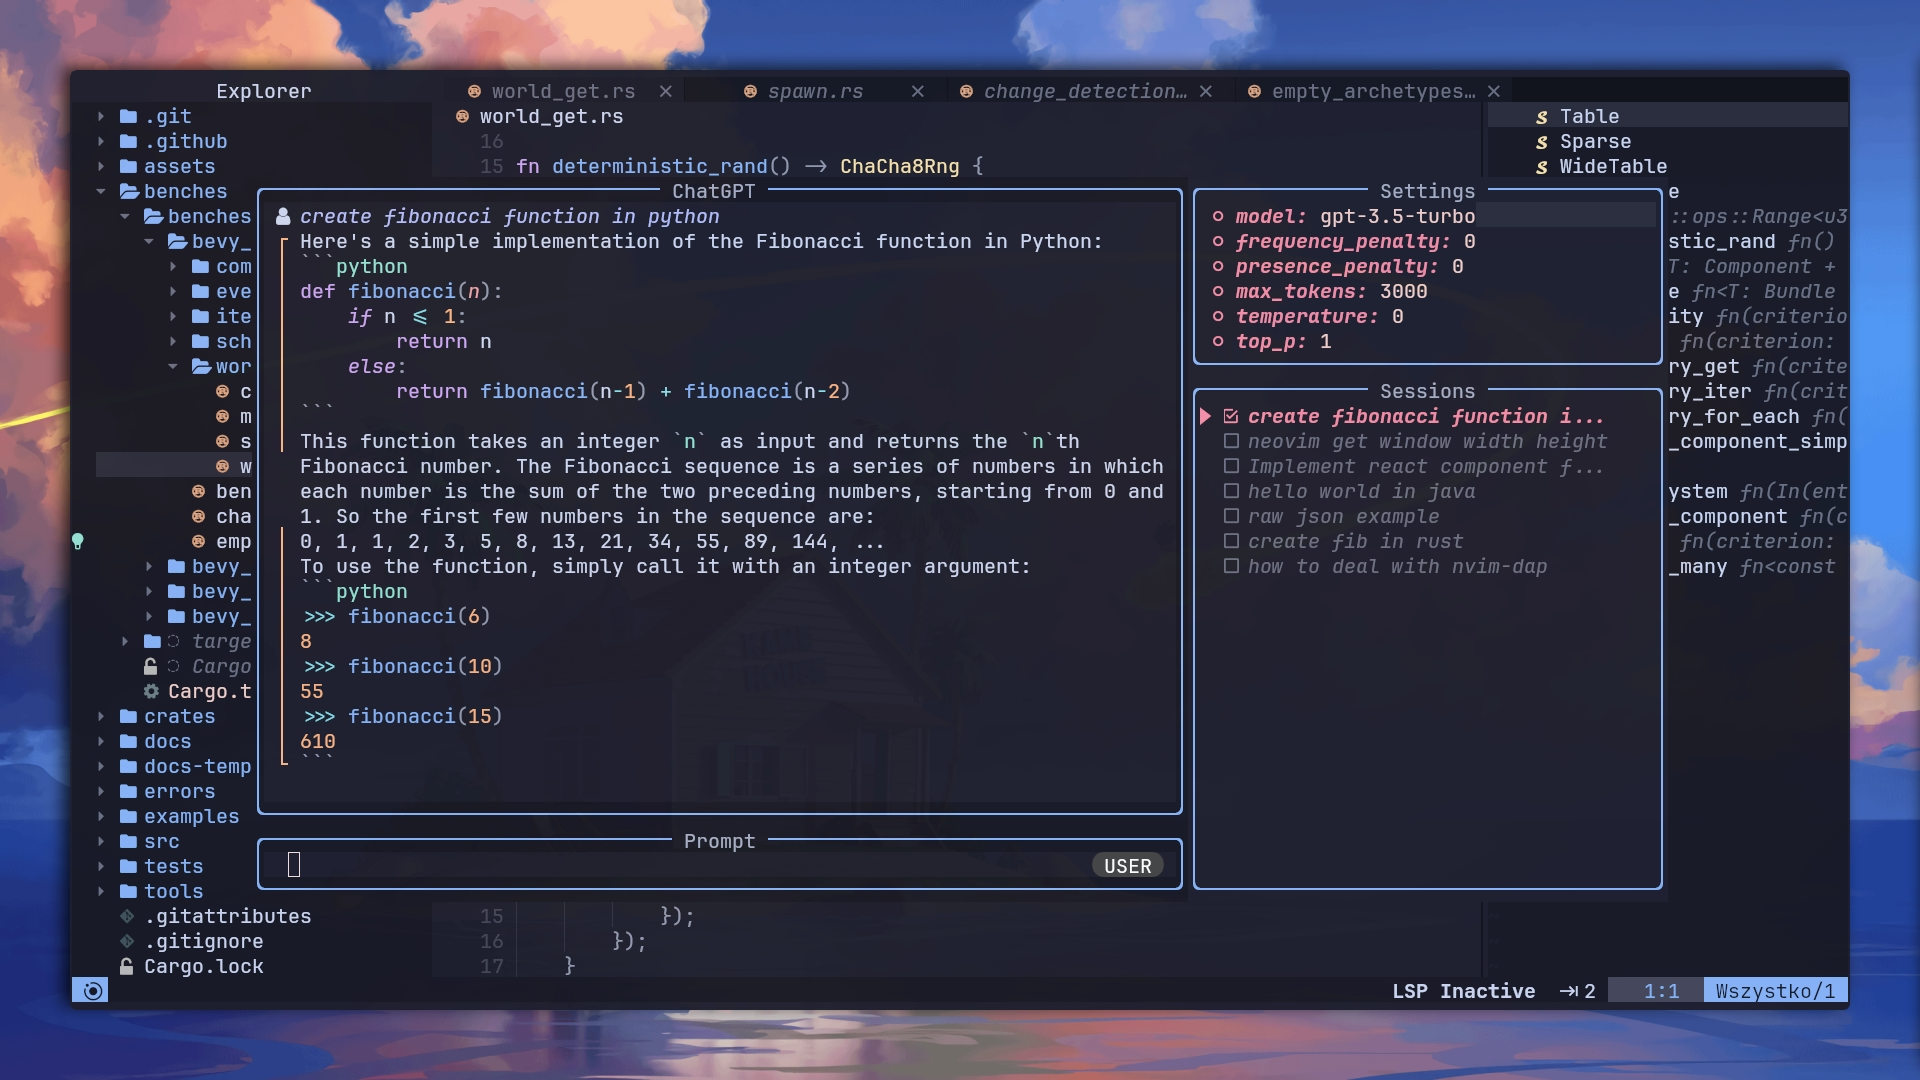 Explorer
world_get.rs
spawn.rs
change_detection…
empty_archetypes…
.git
.github
assets
benches
benches
bevy_
com
eve
ite
sch
wor
c
m
s
w
ben
cha
emp
bevy_
bevy_
bevy_
targe
Cargo
Cargo.t
crates
docs
docs-temp
errors
examples
src
tests
tools
.gitattributes
.gitignore
Cargo.lock
world_get.rs
16
15 fn deterministic_rand() -> ChaCha8Rng {
ChatGPT
create fibonacci function in python
Here's a simple implementation of the Fibonacci function in Python:
```python
def fibonacci(n):
if n <= 1:
return n
else:
return fibonacci(n-1) + fibonacci(n-2)
```
This function takes an integer `n` as input and returns the `n`th
Fibonacci number. The Fibonacci sequence is a series of numbers in which
each number is the sum of the two preceding numbers, starting from 0 and
1. So the first few numbers in the sequence are:
0, 1, 1, 2, 3, 5, 8, 13, 21, 34, 55, 89, 144, ...
To use the function, simply call it with an integer argument:
```python
>>> fibonacci(6)
8
>>> fibonacci(10)
55
>>> fibonacci(15)
610
```
Prompt
USER
15 });
16 });
17 }
Settings
model: gpt-3.5-turbo
frequency_penalty: 0
presence_penalty: 0
max_tokens: 3000
temperature: 0
top_p: 1
Sessions
create fibonacci function i...
neovim get window width height
Implement react component f...
hello world in java
raw json example
create fib in rust
how to deal with nvim-dap
Table
Sparse
WideTable
e
::ops::Range<u3
stic_rand fn()
T: Component +
e fn<T: Bundle
ity fn(criterio
fn(criterion:
ry_get fn(crite
ry_iter fn(crit
ry_for_each fn(
_component_simp
ystem fn(In(ent
_component fn(c
fn(criterion:
_many fn<const
LSP Inactive 2 1:1 Wszystko/1